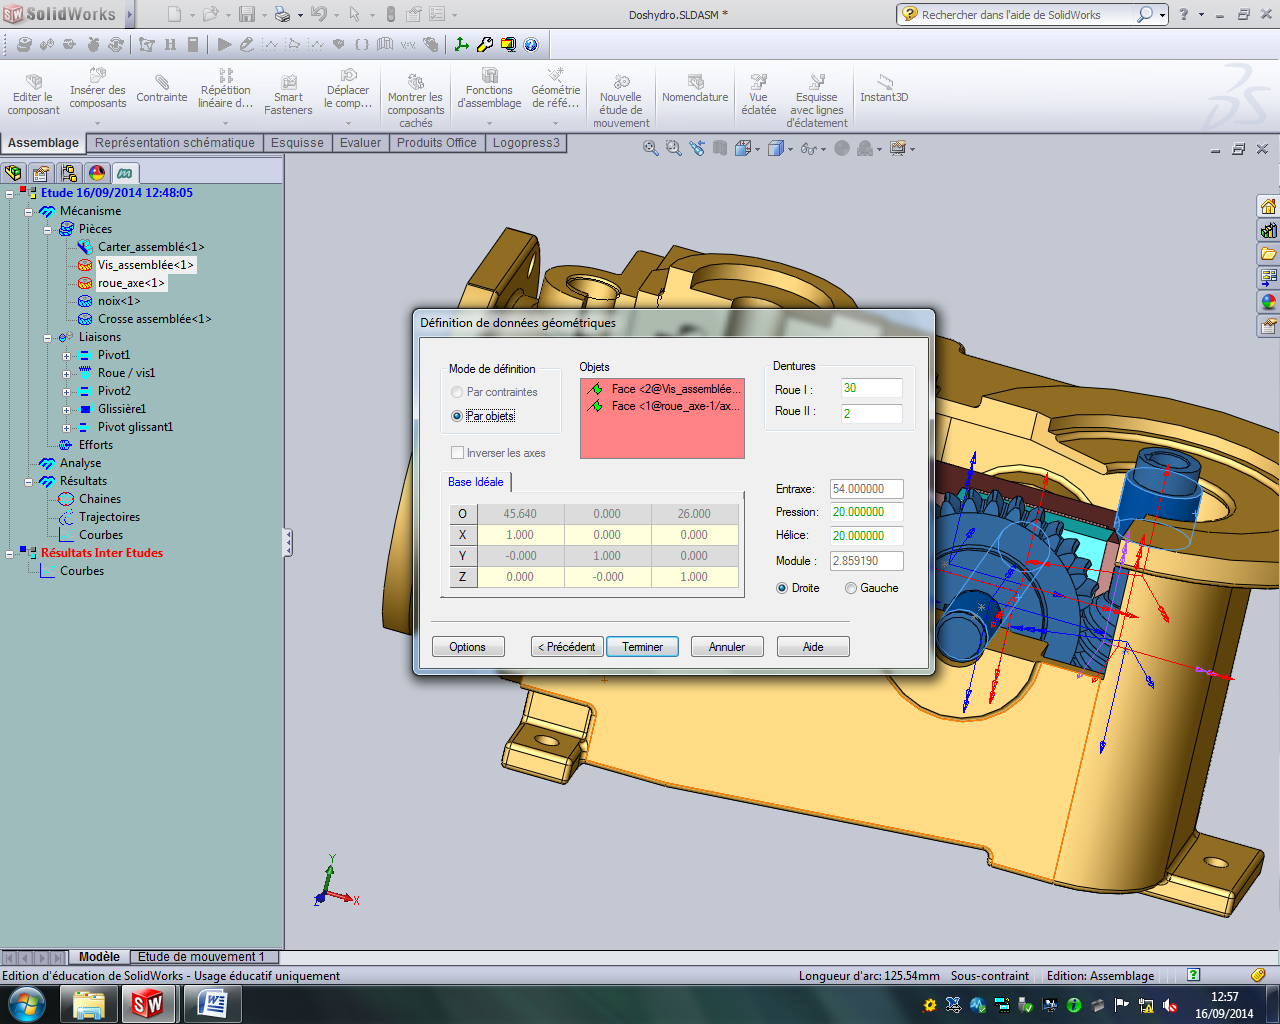 SolidWorks
Doshydro.SLDASM *
Rechercher dans l'aide de SolidWorks
Editer le composant
Insérer des composants
Contrainte
Répétition linéaire d...
Smart Fasteners
Déplacer le comp...
Montrer les composants cachés
Fonctions d'assemblage
Géométrie de réfé...
Nouvelle étude de mouvement
Nomenclature
Vue éclatée
Esquisse avec lignes d'éclatement
Instant3D
Assemblage
Représentation schématique
Esquisse
Evaluer
Produits Office
Logopress3
Etude 16/09/2014 12:48:05
Mécanisme
Pièces
Carter_assemblé<1>
Vis_assemblée<1>
roue_axe<1>
noix<1>
Crosse assemblée<1>
Liaisons
Pivot1
Roue / vis1
Pivot2
Glissière1
Pivot glissant1
Efforts
Analyse
Résultats
Chaines
Trajectoires
Courbes
Résultats Inter Etudes
Courbes
Définition de données géométriques
Mode de définition
Par contraintes
Par objets
Inverser les axes
Objets
Face <2@Vis_assemblée...
Face <1@roue_axe-1/ax...
Dentures
Roue I : 30
Roue II : 2
Base Idéale
O 45.640 0.000 26.000
X 1.000 0.000 0.000
Y -0.000 1.000 0.000
Z 0.000 -0.000 1.000
Entraxe: 54.000000
Pression: 20.000000
Hélice: 20.000000
Module : 2.859190
Droite
Gauche
Options
< Précédent
Terminer
Annuler
Aide
Y
X
Z
Modèle
Etude de mouvement 1
Edition d'éducation de SolidWorks - Usage éducatif uniquement
Longueur d'arc: 125.54mm
Sous-contraint
Edition: Assemblage
12:57
16/09/2014